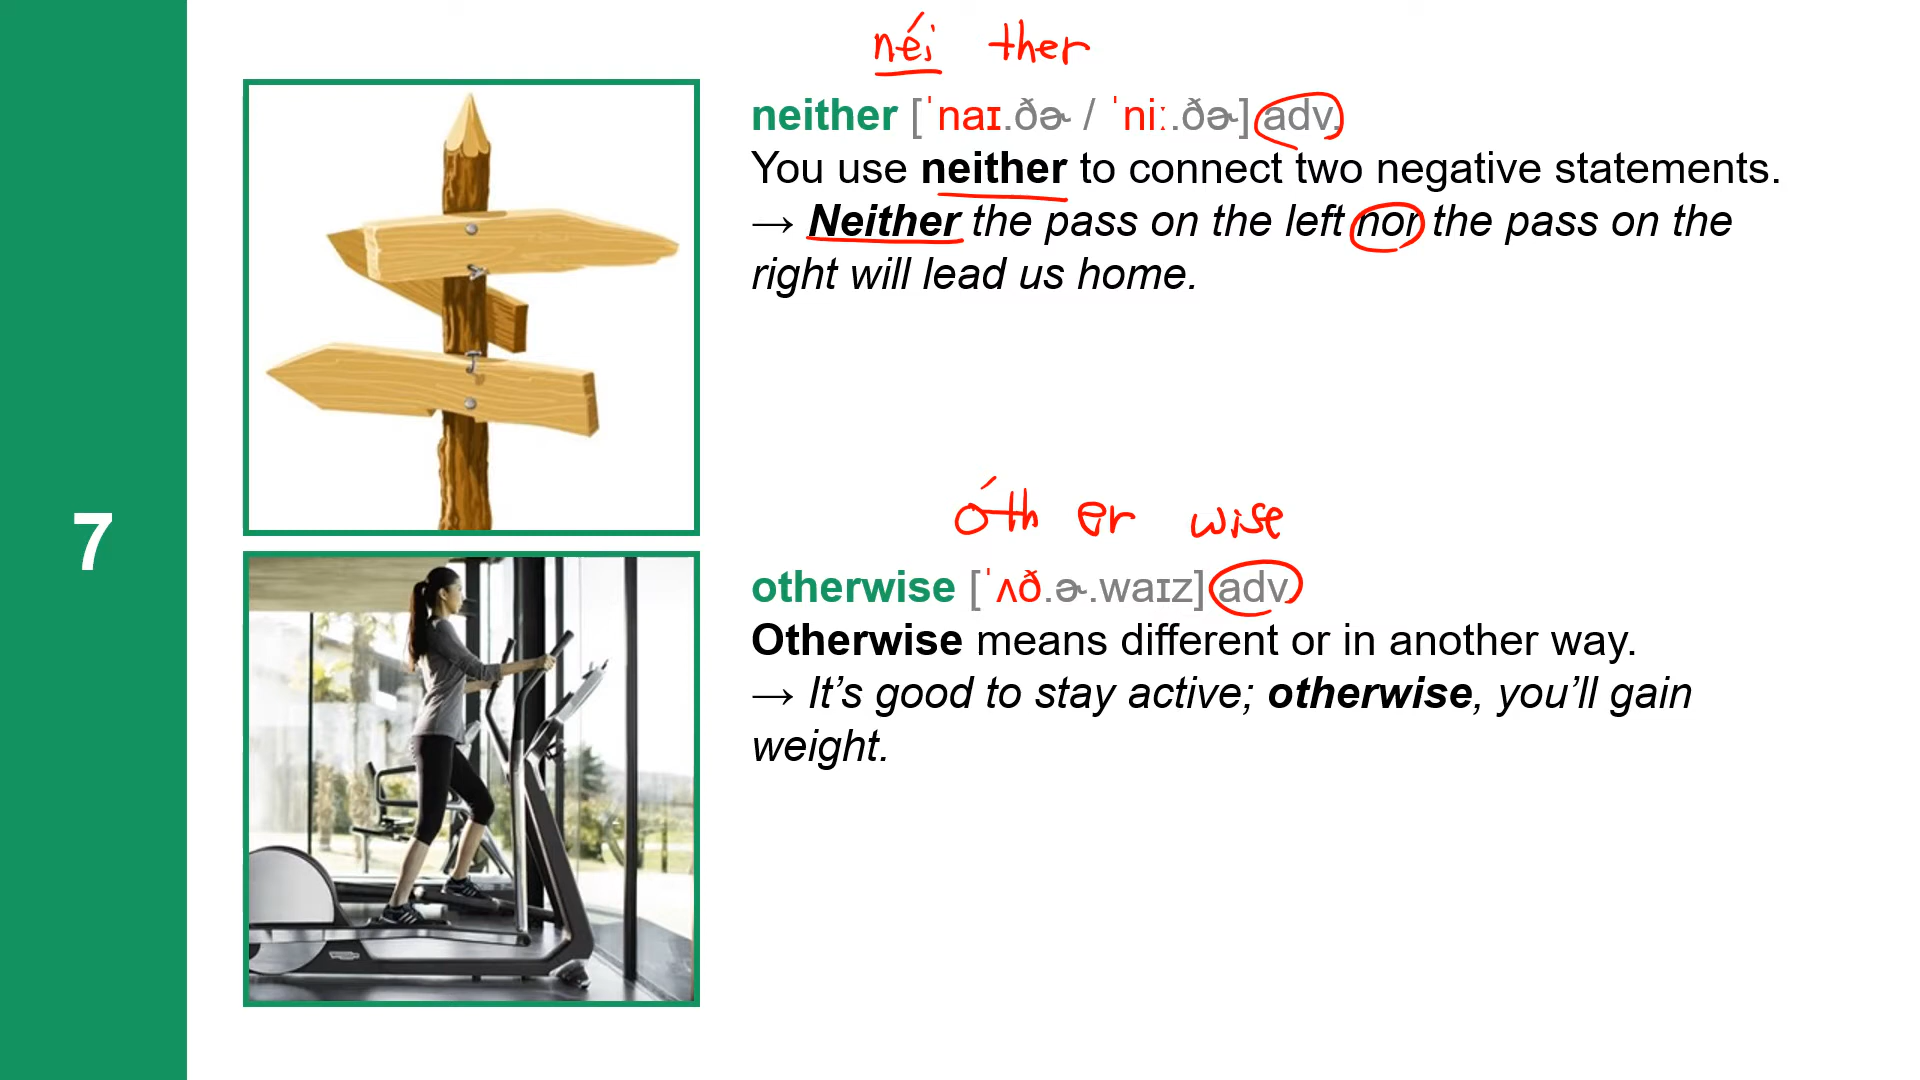 néi ther
neither [ˈnaɪ.ðɚ / ˈniː.ðɚ] adv.
You use neither to connect two negative statements.
→ Neither the pass on the left nor the pass on the
right will lead us home.
7
óth er wise
otherwise [ˈʌð.ɚ.waɪz] adv.
Otherwise means different or in another way.
→ It’s good to stay active; otherwise, you’ll gain
weight.